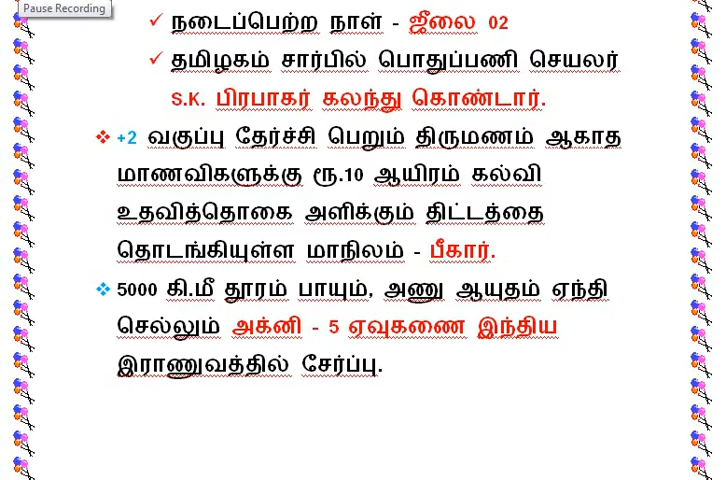 Pause Recording
நடைப்பெற்ற நாள் - ஜீலை 02
தமிழகம் சார்பில் பொதுப்பணி செயலர்
S.K. பிரபாகர் கலந்து கொண்டார்.
+2 வகுப்பு தேர்ச்சி பெறும் திருமணம் ஆகாத
மாணவிகளுக்கு ரூ.10 ஆயிரம் கல்வி
உதவித்தொகை அளிக்கும் திட்டத்தை
தொடங்கியுள்ள மாநிலம் - பீகார்.
5000 கி.மீ தூரம் பாயும், அணு ஆயுதம் ஏந்தி
செல்லும் அக்னி - 5 ஏவுகணை இந்திய
இராணுவத்தில் சேர்ப்பு.